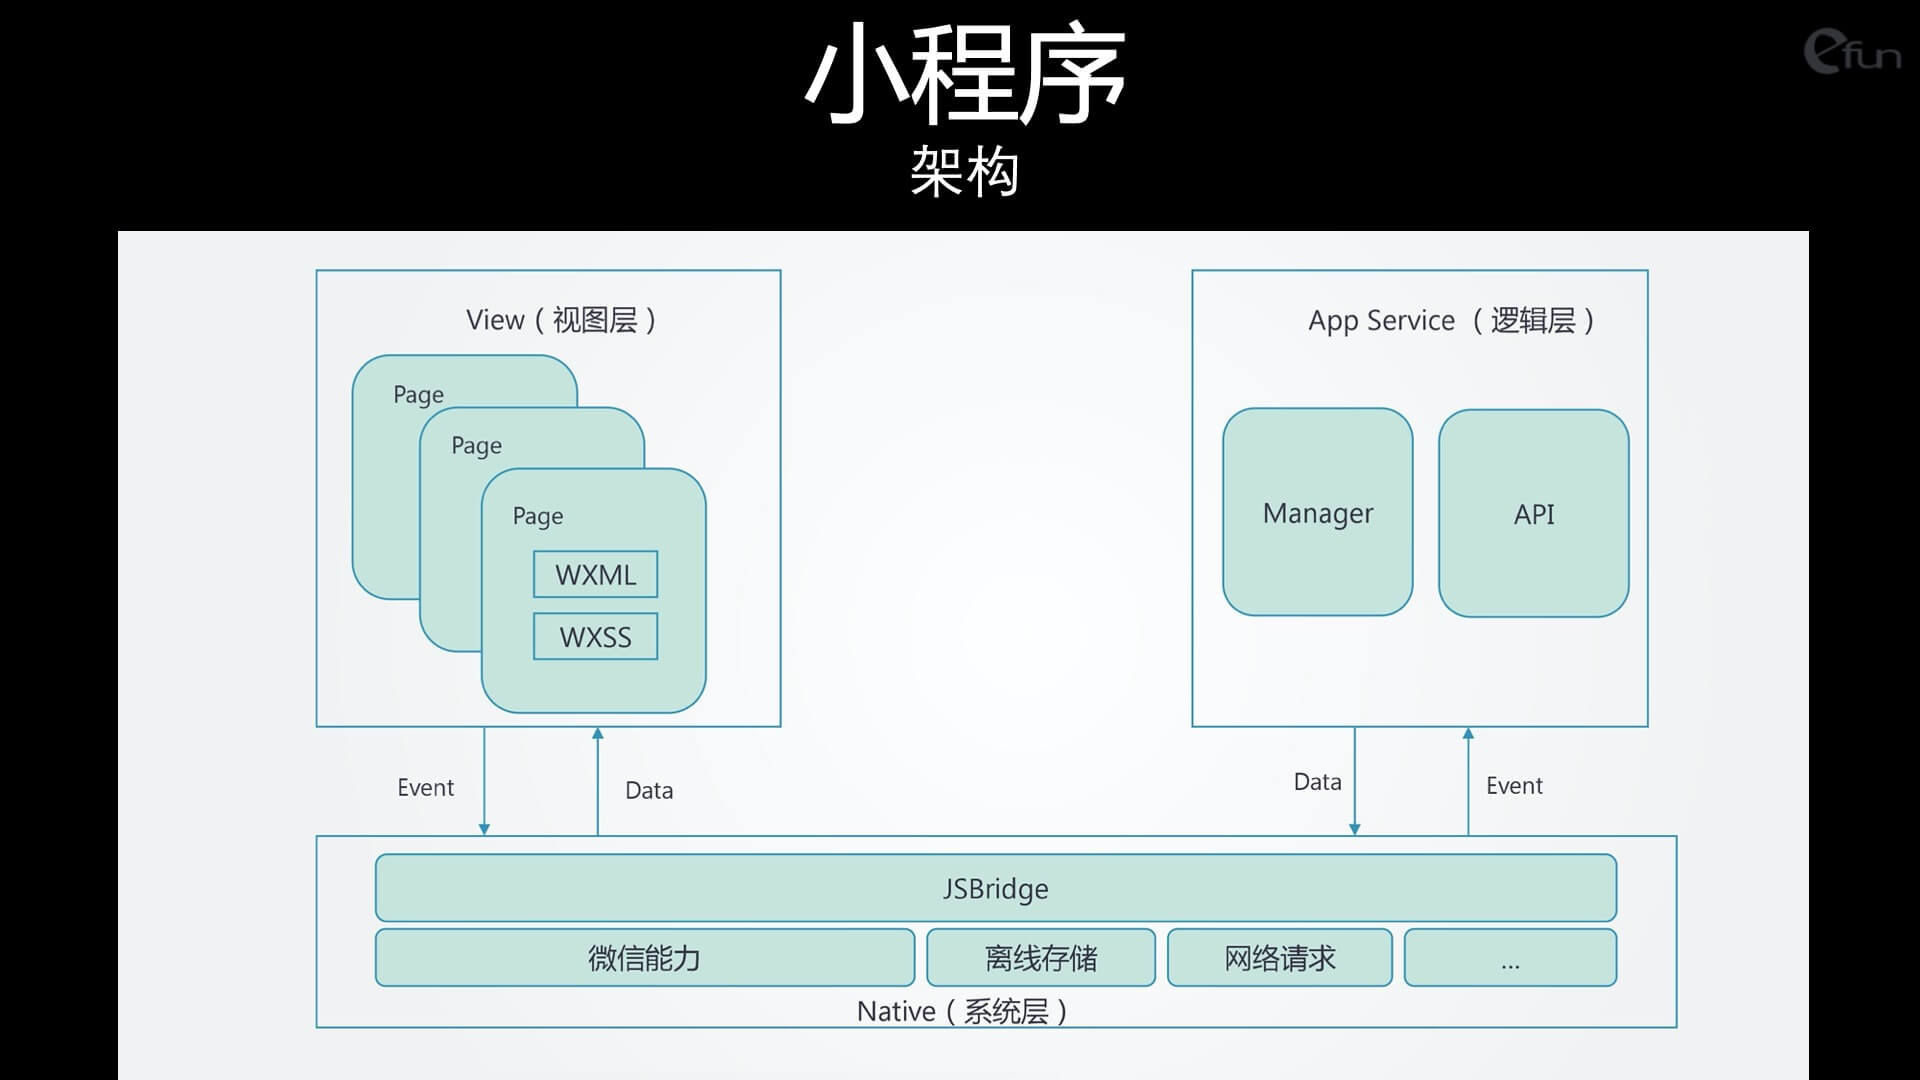 小程序
efun
架构
View（视图层）
Page
Page
Page
WXML
WXSS
App Service （逻辑层）
Manager
API
Event
Data
Data
Event
JSBridge
微信能力
离线存储
网络请求
...
Native（系统层）